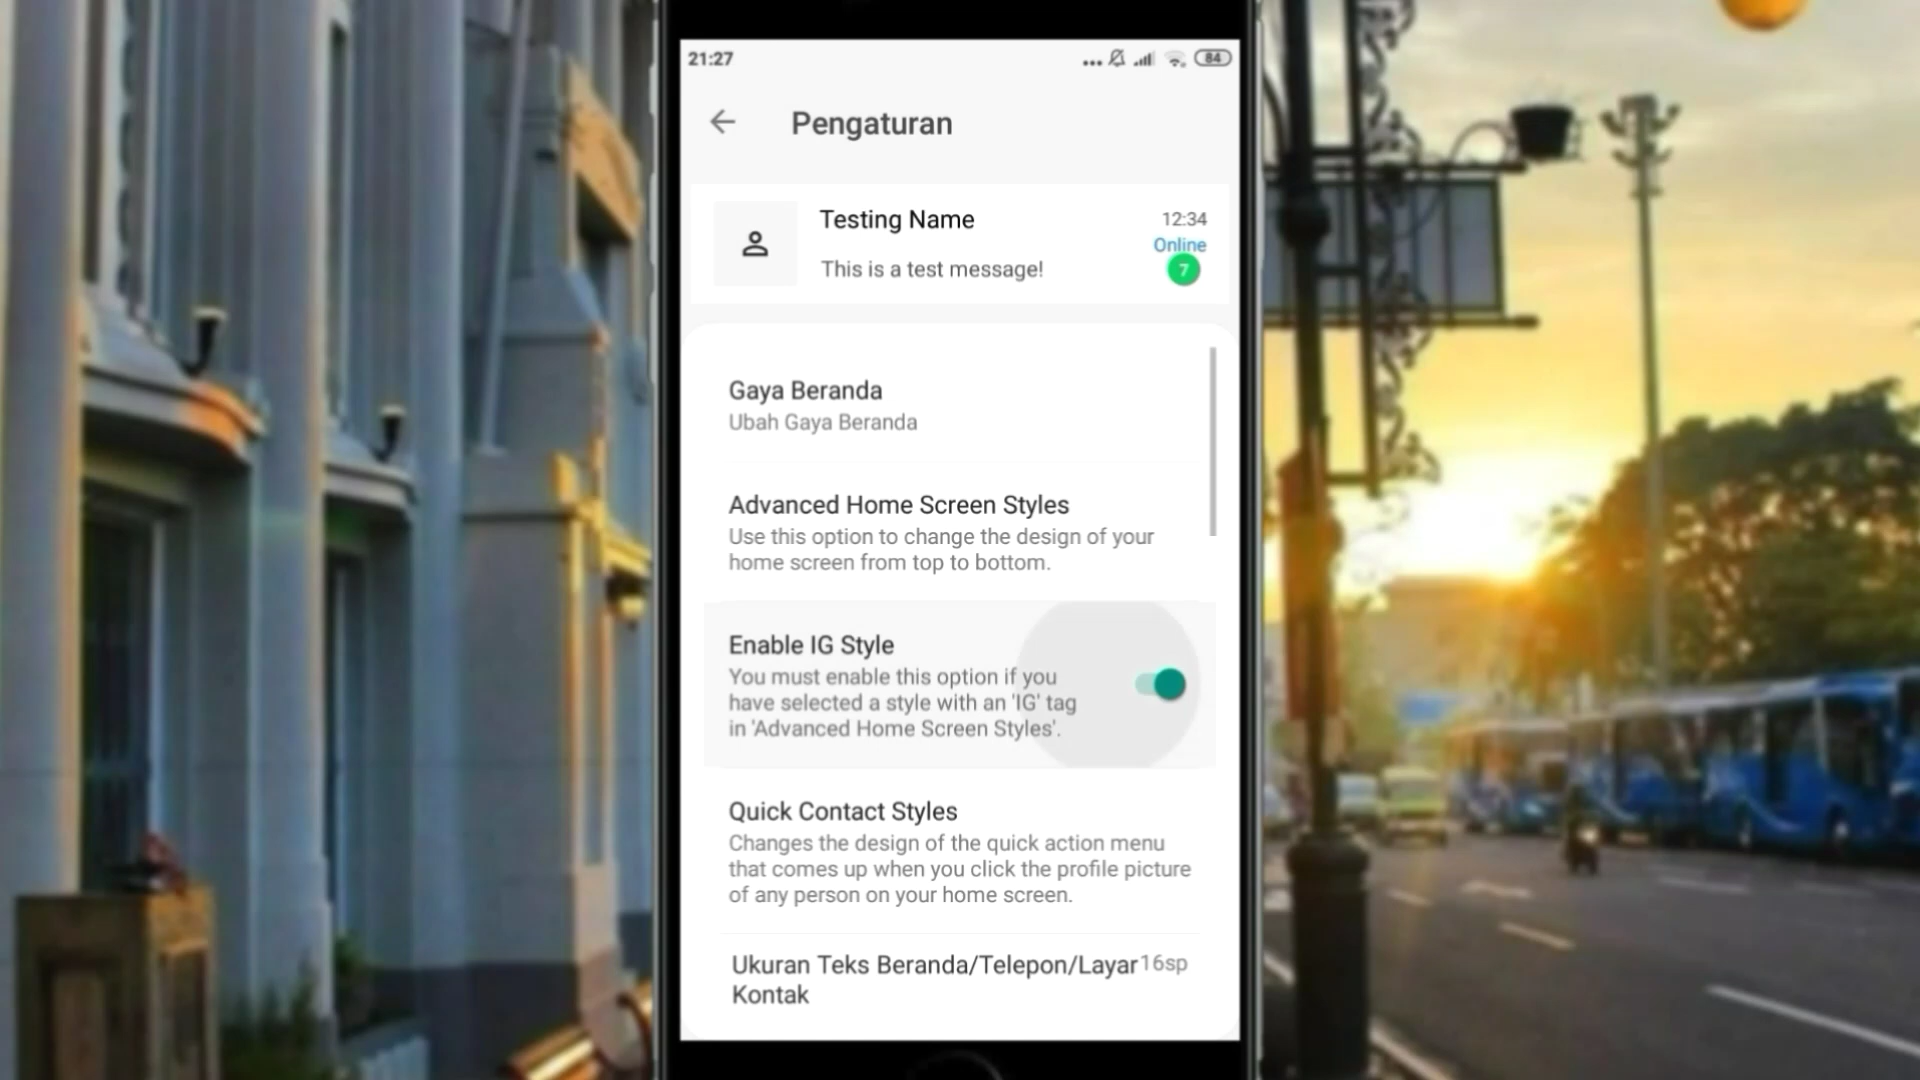 21:27
84
Pengaturan
Testing Name
12:34
Online
This is a test message!
7
Gaya Beranda
Ubah Gaya Beranda
Advanced Home Screen Styles
Use this option to change the design of your
home screen from top to bottom.
Enable IG Style
You must enable this option if you
have selected a style with an 'IG' tag
in 'Advanced Home Screen Styles'.
Quick Contact Styles
Changes the design of the quick action menu
that comes up when you click the profile picture
of any person on your home screen.
Ukuran Teks Beranda/Telepon/Layar 16sp
Kontak